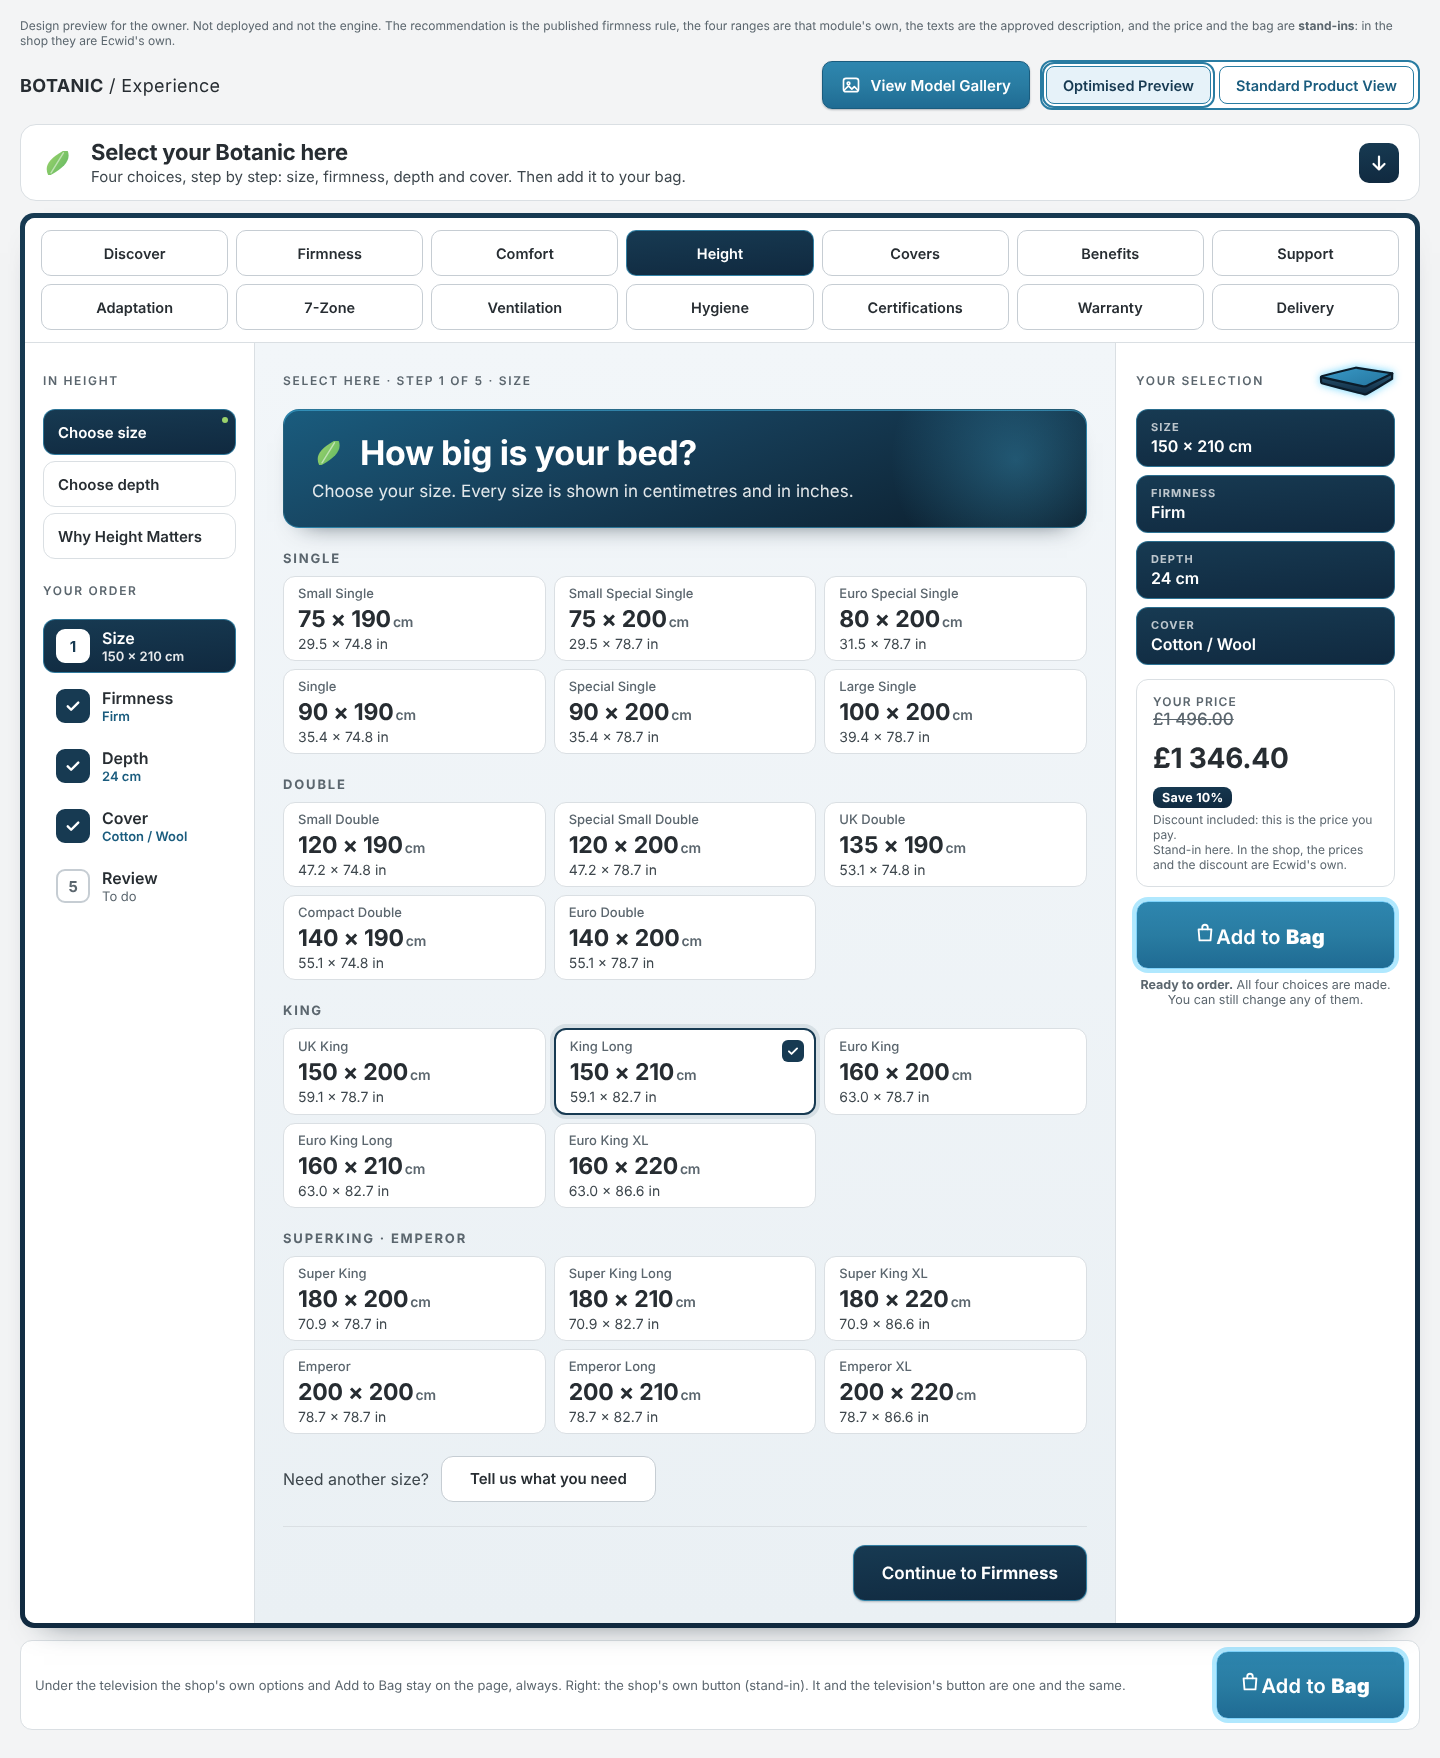 Design preview for the owner. Not deployed and not the engine. The recommendation is the published firmness rule, the four ranges are that module's own, the texts are the approved description, and the price and the bag are stand-ins: in the
shop they are Ecwid's own.
BOTANIC / Experience
View Model Gallery
Optimised Preview
Standard Product View
Select your Botanic here
Four choices, step by step: size, firmness, depth and cover. Then add it to your bag.
Discover
Firmness
Comfort
Height
Covers
Benefits
Support
Adaptation
7-Zone
Ventilation
Hygiene
Certifications
Warranty
Delivery
IN HEIGHT
Choose size
Choose depth
Why Height Matters
YOUR ORDER
1
Size
150 × 210 cm
Firmness
Firm
Depth
24 cm
Cover
Cotton / Wool
5
Review
To do
SELECT HERE · STEP 1 OF 5 · SIZE
How big is your bed?
Choose your size. Every size is shown in centimetres and in inches.
SINGLE
Small Single
75 × 190 cm
29.5 × 74.8 in
Small Special Single
75 × 200 cm
29.5 × 78.7 in
Euro Special Single
80 × 200 cm
31.5 × 78.7 in
Single
90 × 190 cm
35.4 × 74.8 in
Special Single
90 × 200 cm
35.4 × 78.7 in
Large Single
100 × 200 cm
39.4 × 78.7 in
DOUBLE
Small Double
120 × 190 cm
47.2 × 74.8 in
Special Small Double
120 × 200 cm
47.2 × 78.7 in
UK Double
135 × 190 cm
53.1 × 74.8 in
Compact Double
140 × 190 cm
55.1 × 74.8 in
Euro Double
140 × 200 cm
55.1 × 78.7 in
KING
UK King
150 × 200 cm
59.1 × 78.7 in
King Long
150 × 210 cm
59.1 × 82.7 in
Euro King
160 × 200 cm
63.0 × 78.7 in
Euro King Long
160 × 210 cm
63.0 × 82.7 in
Euro King XL
160 × 220 cm
63.0 × 86.6 in
SUPERKING · EMPEROR
Super King
180 × 200 cm
70.9 × 78.7 in
Super King Long
180 × 210 cm
70.9 × 82.7 in
Super King XL
180 × 220 cm
70.9 × 86.6 in
Emperor
200 × 200 cm
78.7 × 78.7 in
Emperor Long
200 × 210 cm
78.7 × 82.7 in
Emperor XL
200 × 220 cm
78.7 × 86.6 in
Need another size?
Tell us what you need
Continue to Firmness
YOUR SELECTION
SIZE
150 × 210 cm
FIRMNESS
Firm
DEPTH
24 cm
COVER
Cotton / Wool
YOUR PRICE
£1 496.00
£1 346.40
Save 10%
Discount included: this is the price you
pay.
Stand-in here. In the shop, the prices
and the discount are Ecwid's own.
Add to Bag
Ready to order. All four choices are made.
You can still change any of them.
Under the television the shop's own options and Add to Bag stay on the page, always. Right: the shop's own button (stand-in). It and the television's button are one and the same.
Add to Bag